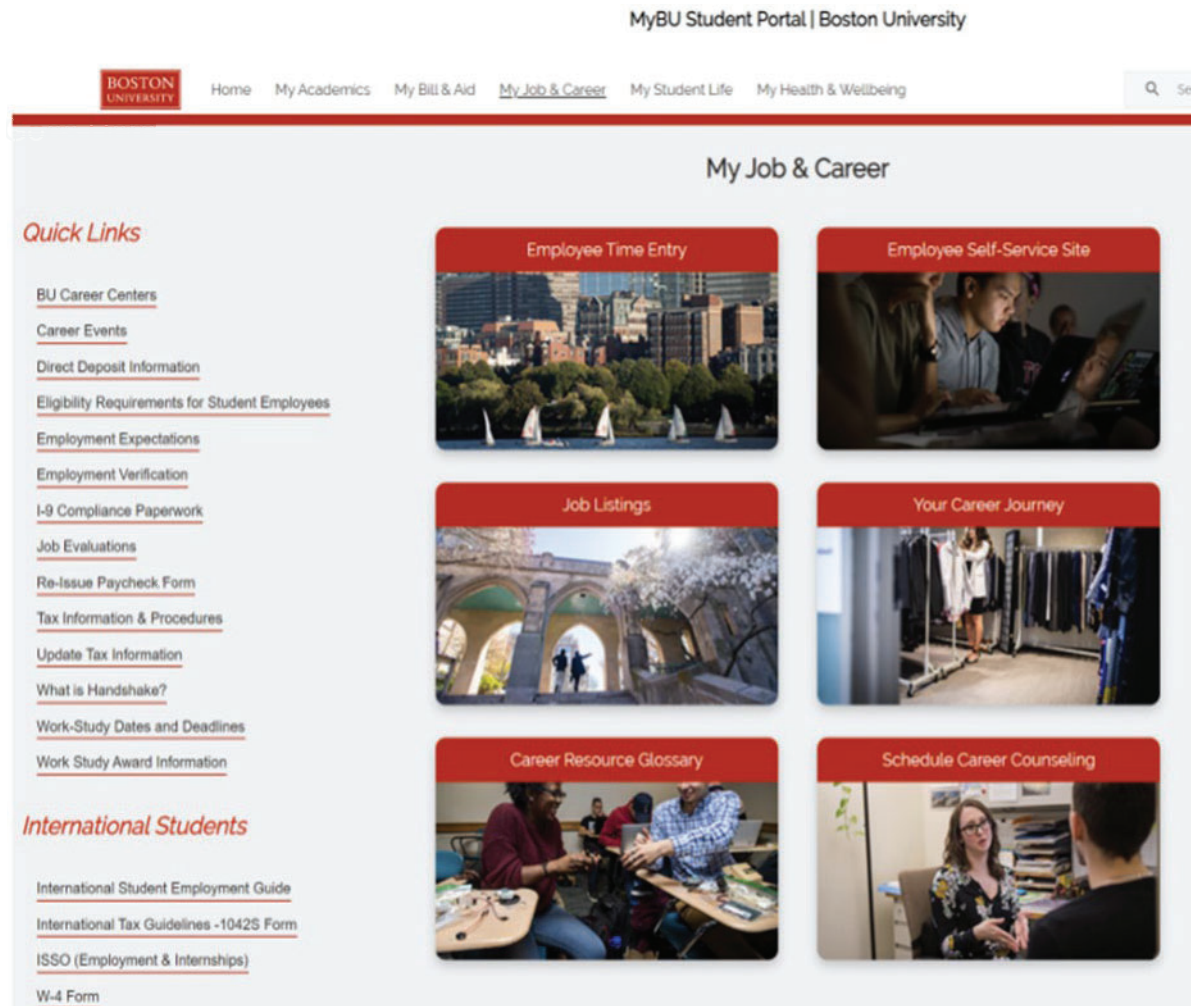 MyBU Student Portal | Boston University
BOSTON
UNIVERSITY
Home My Academics My Bill & Aid My Job & Career My Student Life My Health & Wellbeing
My Job & Career
Quick Links
BU Career Centers
Career Events
Direct Deposit Information
Eligibility Requirements for Student Employees
Employment Expectations
Employment Verification
I-9 Compliance Paperwork
Job Evaluations
Re-Issue Paycheck Form
Tax Information & Procedures
Update Tax Information
What is Handshake?
Work-Study Dates and Deadlines
Work Study Award Information
International Students
International Student Employment Guide
International Tax Guidelines -1042S Form
ISSO (Employment & Internships)
W-4 Form
Employee Time Entry
Employee Self-Service Site
Job Listings
Your Career Journey
Career Resource Glossary
Schedule Career Counseling